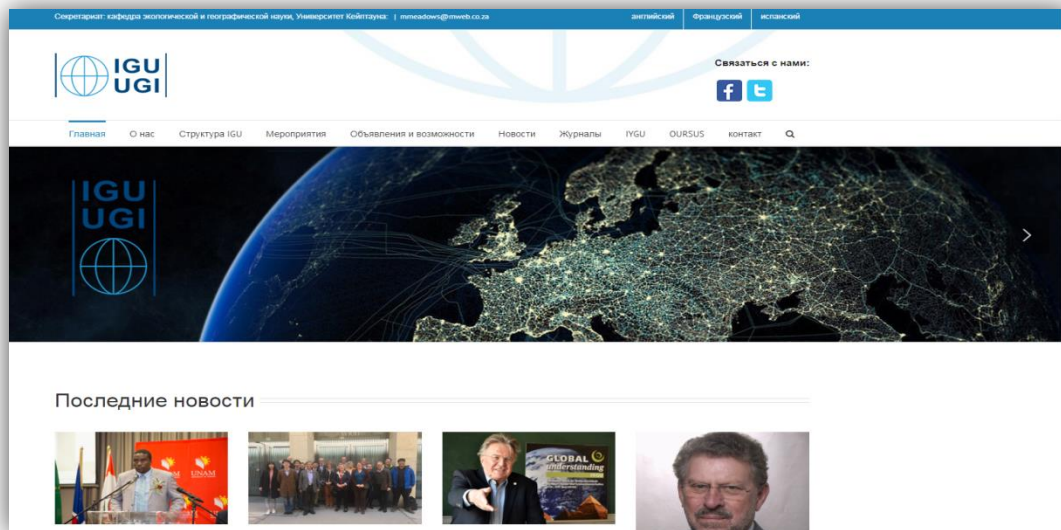 Секретариат: кафедра экологической и географической науки, Университет Кейптауна: | mmeadows@mweb.co.za
английский Французский испанский
IGU
UGI
Связаться с нами:
Главная О нас Структура IGU Мероприятия Объявления и возможности Новости Журналы IYGU OURSUS контакт
IGU
UGI
Последние новости
UNAM
GLOBAL
understanding